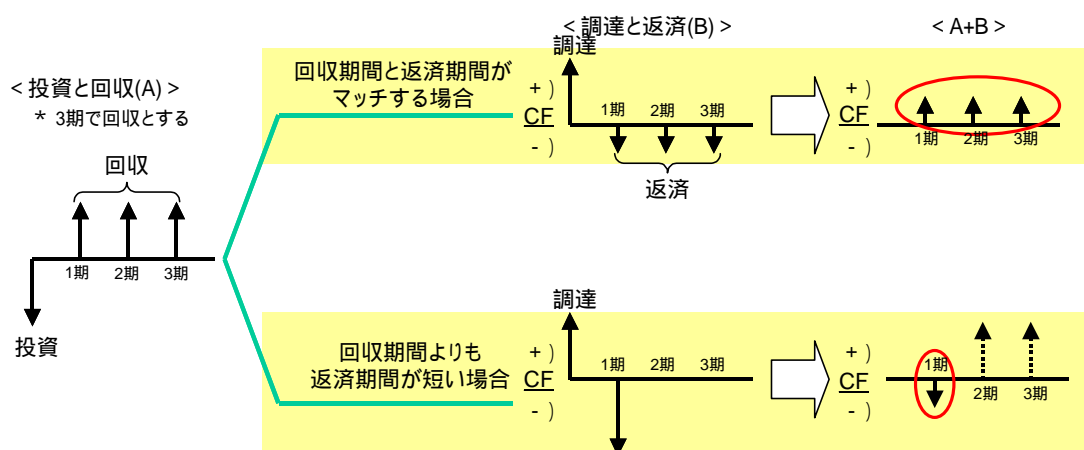 < 投資と回収(A) >
* 3期で回収とする
回収
1期 2期 3期
投資
回収期間と返済期間が
マッチする場合
< 調達と返済(B) >
調達
+ )
CF
- )
1期 2期 3期
返済
< A+B >
+ )
CF
- )
1期 2期 3期
回収期間よりも
返済期間が短い場合
調達
+ )
CF
- )
1期 2期 3期
+ )
CF
- )
1期
2期 3期